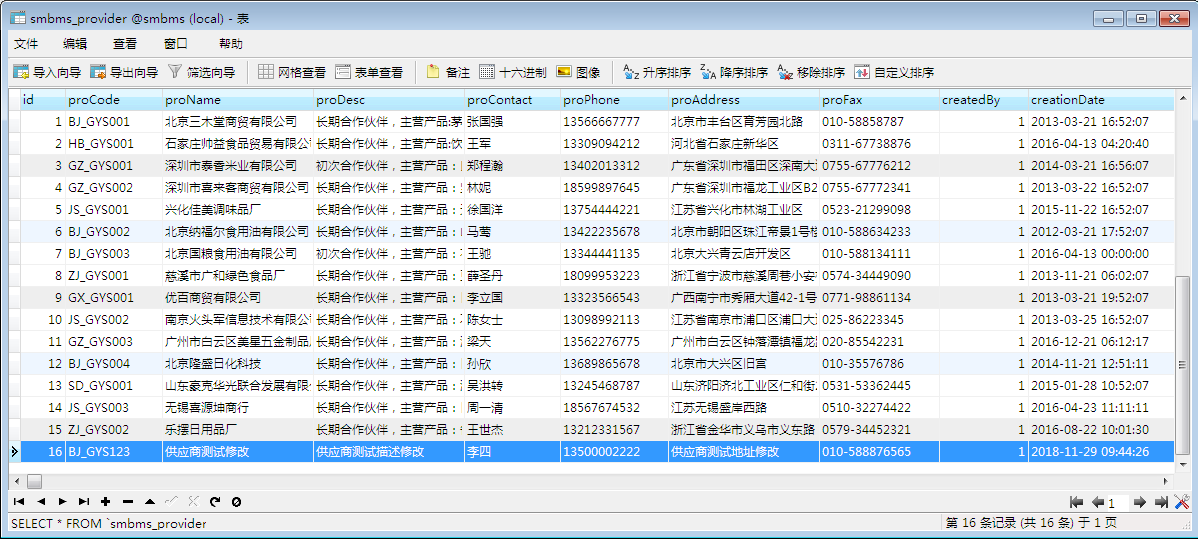 smbms_provider @smbms (local) - 表
文件 编辑 查看 窗口 帮助
导入向导 导出向导 筛选向导 网格查看 表单查看 备注 十六进制 图像 升序排序 降序排序 移除排序 自定义排序
id proCode proName proDesc proContact proPhone proAddress proFax createdBy creationDate
1 BJ_GYS001 北京三木堂商贸有限公司 长期合作伙伴，主营产品:茅 张国强 13566667777 北京市丰台区育芳园北路 010-58858787 1 2013-03-21 16:52:07
2 HB_GYS001 石家庄帅益食品贸易有限公 长期合作伙伴，主营产品:饮 王军 13309094212 河北省石家庄新华区 0311-67738876 1 2016-04-13 04:20:40
3 GZ_GYS001 深圳市泰香米业有限公司 初次合作伙伴，主营产品： 郑程瀚 13402013312 广东省深圳市福田区深南大 0755-67776212 1 2014-03-21 16:56:07
4 GZ_GYS002 深圳市喜来客商贸有限公司 长期合作伙伴，主营产品： 林妮 18599897645 广东省深圳市福龙工业区B2 0755-67772341 1 2013-03-22 16:52:07
5 JS_GYS001 兴化佳美调味品厂 长期合作伙伴，主营产品： 徐国洋 13754444221 江苏省兴化市林湖工业区 0523-21299098 1 2015-11-22 16:52:07
6 BJ_GYS002 北京纳福尔食用油有限公司 长期合作伙伴，主营产品： 马莺 13422235678 北京市朝阳区珠江帝景1号 010-588634233 1 2012-03-21 17:52:07
7 BJ_GYS003 北京国粮食用油有限公司 初次合作伙伴，主营产品： 王驰 13344441135 北京大兴青云店开发区 010-588134111 1 2016-04-13 00:00:00
8 ZJ_GYS001 慈溪市广和绿色食品厂 长期合作伙伴，主营产品： 薛圣丹 18099953223 浙江省宁波市慈溪周巷小安 0574-34449090 1 2013-11-21 06:02:07
9 GX_GYS001 优百商贸有限公司 长期合作伙伴，主营产品： 李立国 13323566543 广西南宁市秀厢大道42-1号 0771-98861134 1 2013-03-21 19:52:07
10 JS_GYS002 南京火头军信息技术有限公 长期合作伙伴，主营产品： 陈女士 13098992113 江苏省南京市浦口区浦口大 025-86223345 1 2013-03-25 16:52:07
11 GZ_GYS003 广州市白云区美星五金制品 长期合作伙伴，主营产品： 梁天 13562276775 广州市白云区钟落潭镇福龙 020-85542231 1 2016-12-21 06:12:17
12 BJ_GYS004 北京隆盛日化科技 长期合作伙伴，主营产品： 孙欣 13689865678 北京市大兴区旧宫 010-35576786 1 2014-11-21 12:51:11
13 SD_GYS001 山东豪克华光联合发展有限 长期合作伙伴，主营产品： 吴洪转 13245468787 山东济阳济北工业区仁和街 0531-53362445 1 2015-01-28 10:52:07
14 JS_GYS003 无锡喜源坤商行 长期合作伙伴，主营产品： 周一清 18567674532 江苏无锡盛岸西路 0510-32274422 1 2016-04-23 11:11:11
15 ZJ_GYS002 乐摆日用品厂 长期合作伙伴，主营产品： 王世杰 13212331567 浙江省金华市义乌市义东路 0579-34452321 1 2016-08-22 10:01:30
16 BJ_GYS123 供应商测试修改 供应商测试描述修改 李四 13500002222 供应商测试地址修改 010-588876565 1 2018-11-29 09:44:26
1
SELECT * FROM `smbms_provider 第 16 条记录 (共 16 条) 于 1 页